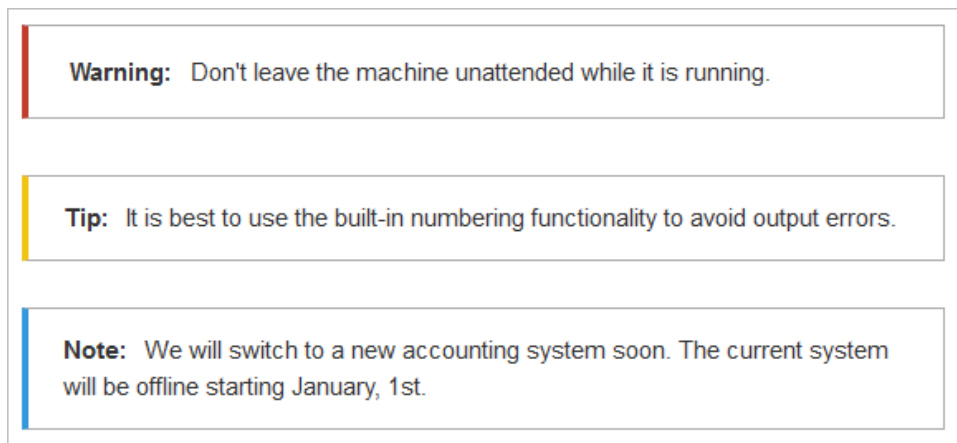 Warning: Don't leave the machine unattended while it is running.
Tip: It is best to use the built-in numbering functionality to avoid output errors.
Note: We will switch to a new accounting system soon. The current system
will be offline starting January, 1st.